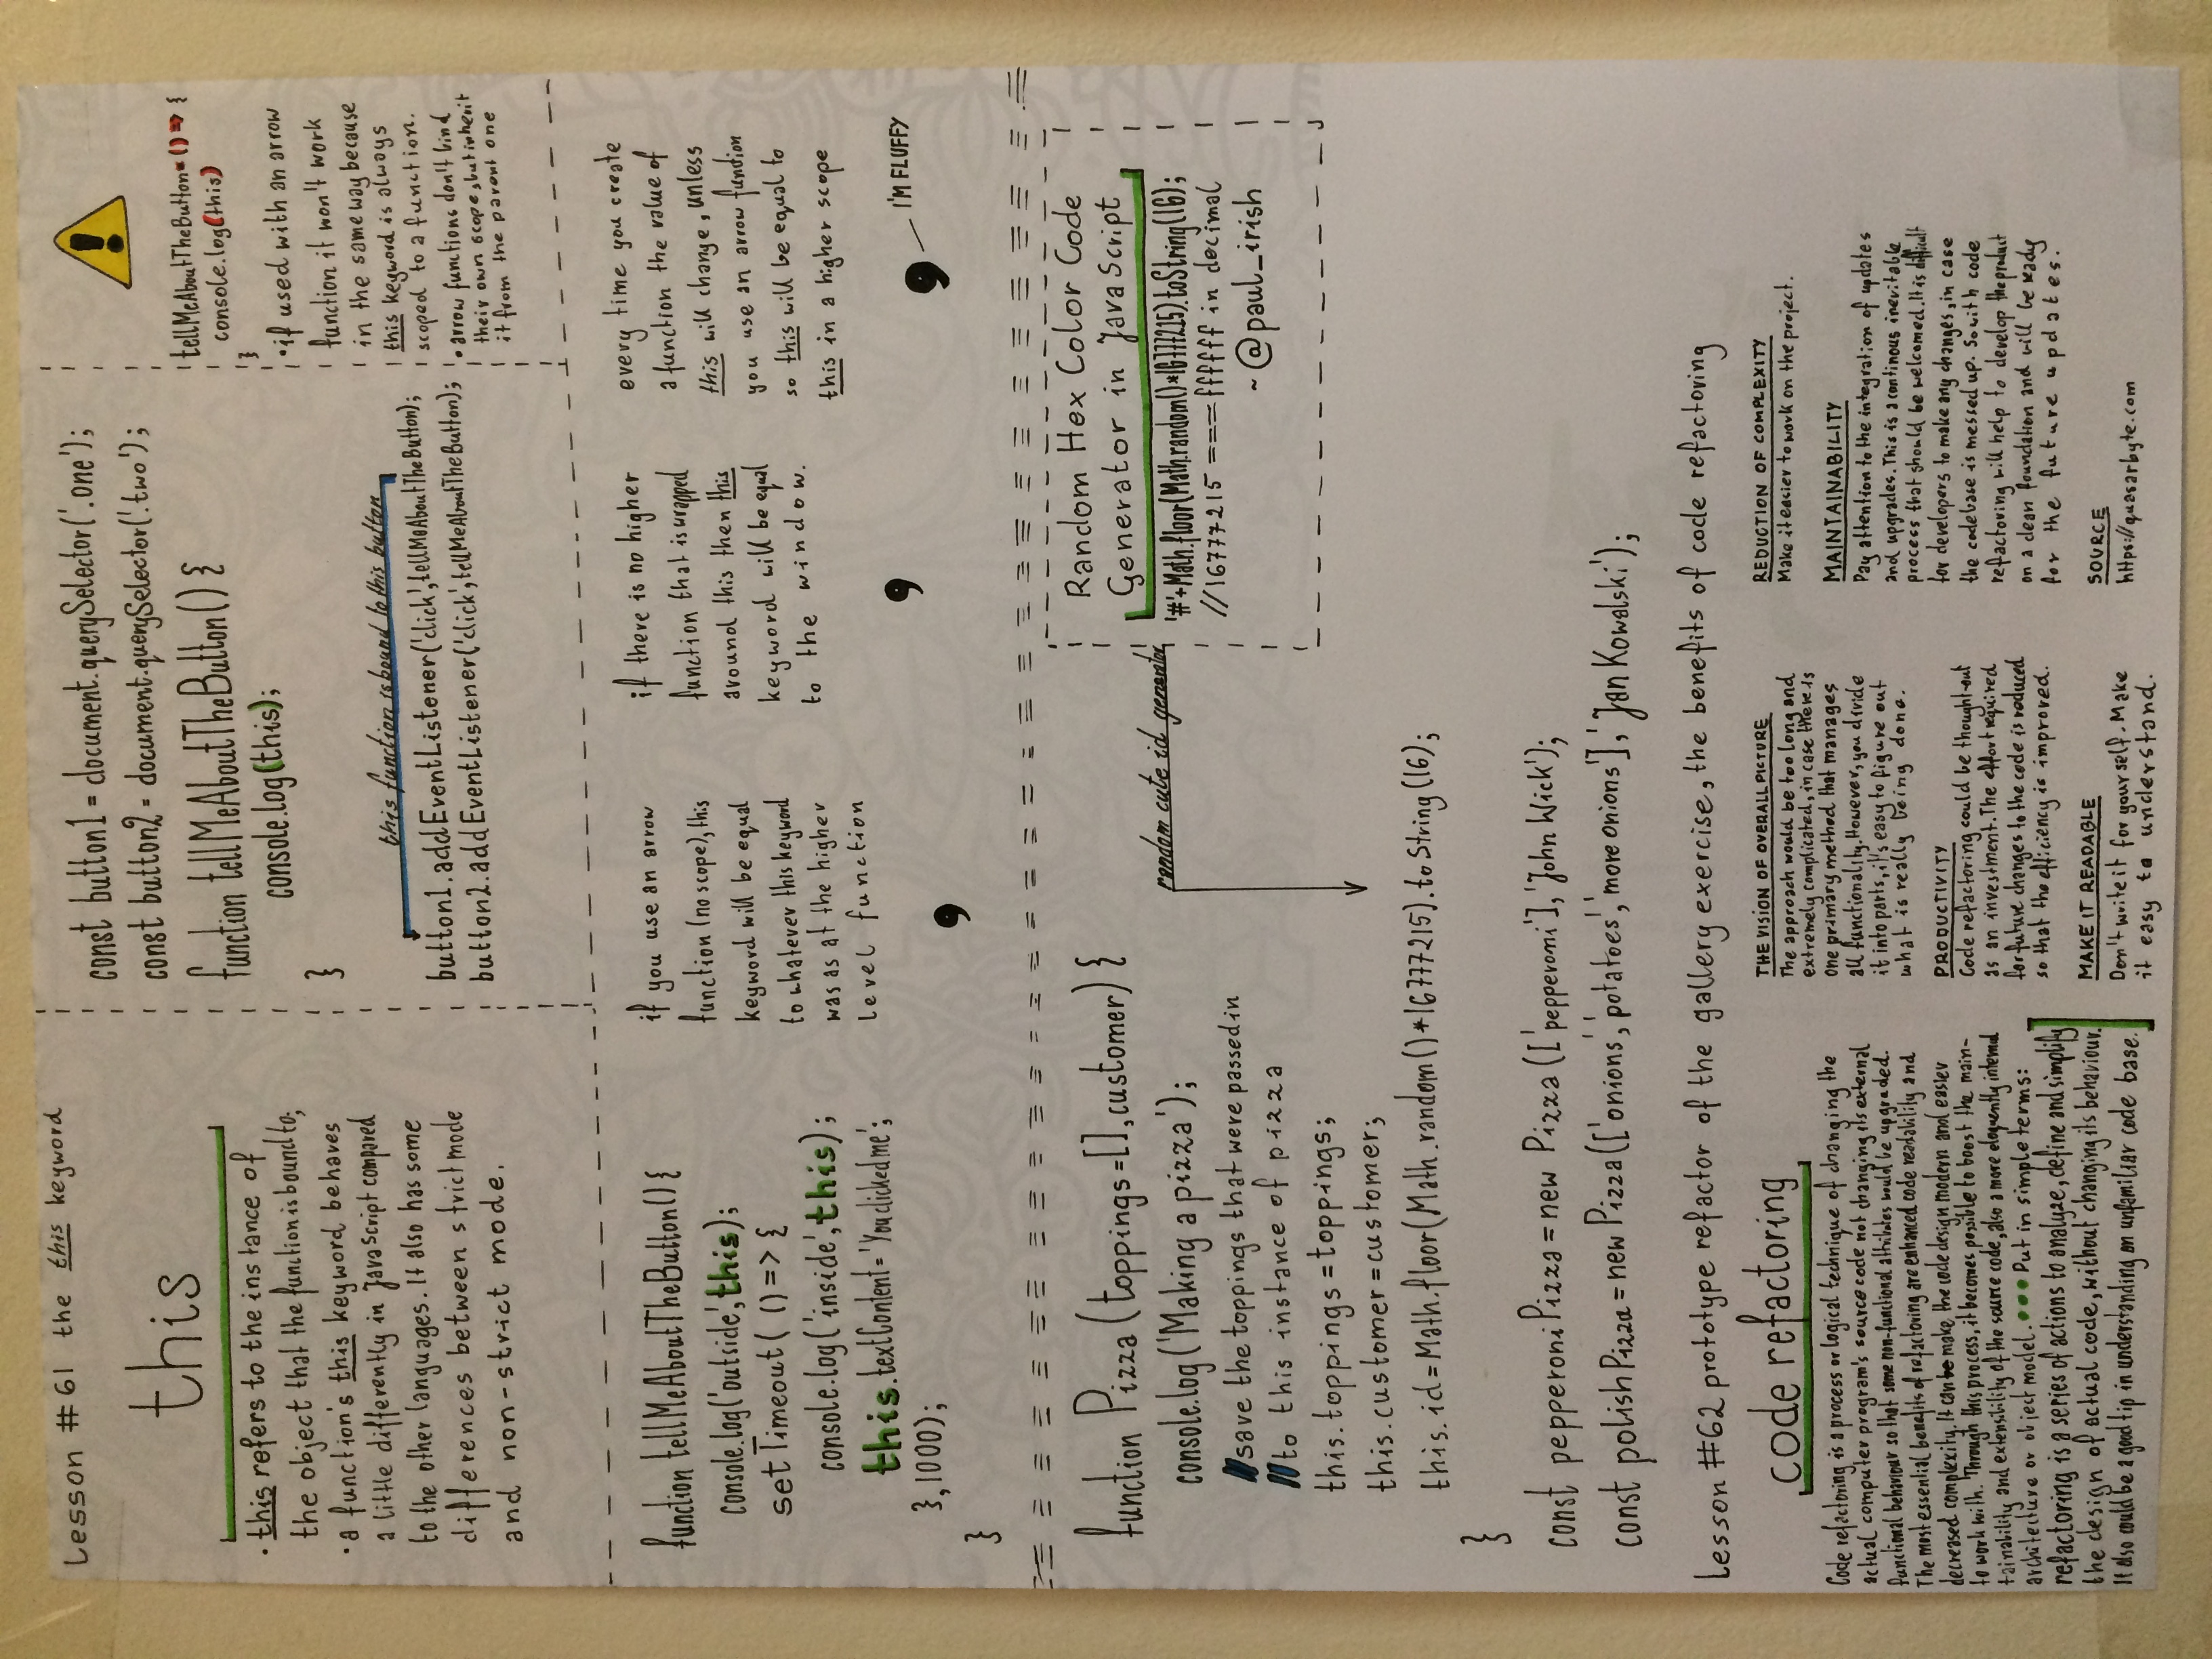 Lesson #61 the this keyword
this
• this refers to the instance of
the object that the function is bound to;
• a function's this keyword behaves
a little differently in JavaScript compared
to the other languages. It also has some
differences between strict mode
and non-strict mode.
const button1 = document.querySelector('.one');
const button2 = document.querySelector('.two');
function tellMeAboutTheButton() {
console.log(this);
}
this function is bound to this button
button1.addEventListener('click', tellMeAboutTheButton);
button2.addEventListener('click', tellMeAboutTheButton);
!
tellMeAboutTheButton = () => {
console.log(this)
}
• if used with an arrow
function it won't work
in the same way because
this keyword is always
scoped to a function.
• arrow functions don't bind
their own scope, but inherit
it from the parent one
function tellMeAboutTheButton() {
console.log('outside', this);
setTimeout( () => {
console.log('inside', this);
this.textContent = 'You clicked me';
}, 1000);
}
if you use an arrow
function (no scope), this
keyword will be equal
to whatever this keyword
was as at the higher
level function
,
if there is no higher
function that is wrapped
around this then this
keyword will be equal
to the window.
,
every time you create
a function the value of
this will change, unless
you use an arrow function
so this will be equal to
this in a higher scope
,
I'M FLUFFY
function Pizza (toppings = [], customer) {
console.log('Making a pizza');
//save the toppings that were passed in
//to this instance of pizza
this.toppings = toppings;
this.customer = customer;
this.id = Math.floor(Math.random() * 16777215).toString(16);
}
random cute id generator
Random Hex Color Code
Generator in JavaScript
'#'+Math.floor(Math.random()*16777215).toString(16);
//16777215 === ffffff in decimal
~ @paul_irish
const pepperoniPizza = new Pizza (['pepperoni'], 'John Wick');
const polishPizza = new Pizza(['onions', 'potatoes', 'more onions'], 'Jan Kowalski');
Lesson #62 prototype refactor of the gallery exercise, the benefits of code refactoring
code refactoring
Code refactoring is a process or logical technique of changing the
actual computer program's source code not changing its external
functional behaviour so that some non-functional attributes would be upgraded.
The most essential benefits of refactoring are enhanced code readability and
decreased complexity. It can be make the code design modern and easier
to work with. Through this process, it becomes possible to boost the main-
tainability and extensibility of the source code, also a more eloquently internal
architecture or object model. ••• Put in simple terms:
refactoring is a series of actions to analyze, define and simplify
the design of actual code, without changing its behaviour.
It also could be a good tip in understanding an unfamiliar code base.
THE VISION OF OVERALL PICTURE
The approach would be too long and
extremely complicated, in case there is
one primary method that manages
all functionality. However, you divide
it into parts, it's easy to figure out
what is really being done.
PRODUCTIVITY
Code refactoring could be thought-out
as an investment. The effort required
for future changes to the code is reduced
so that the efficiency is improved.
MAKE IT READABLE
Don't write it for yourself. Make
it easy to understand.
REDUCTION OF COMPLEXITY
Make it easier to work on the project.
MAINTAINABILITY
Pay attention to the integration of updates
and upgrades. This is a continous inevitable
process that should be welcomed. It is difficult
for developers to make any changes, in case
the codebase is messed up. So with code
refactoring will help to develop the product
on a clean foundation and will be ready
for the future updates.
SOURCE
https://quasarbyte.com